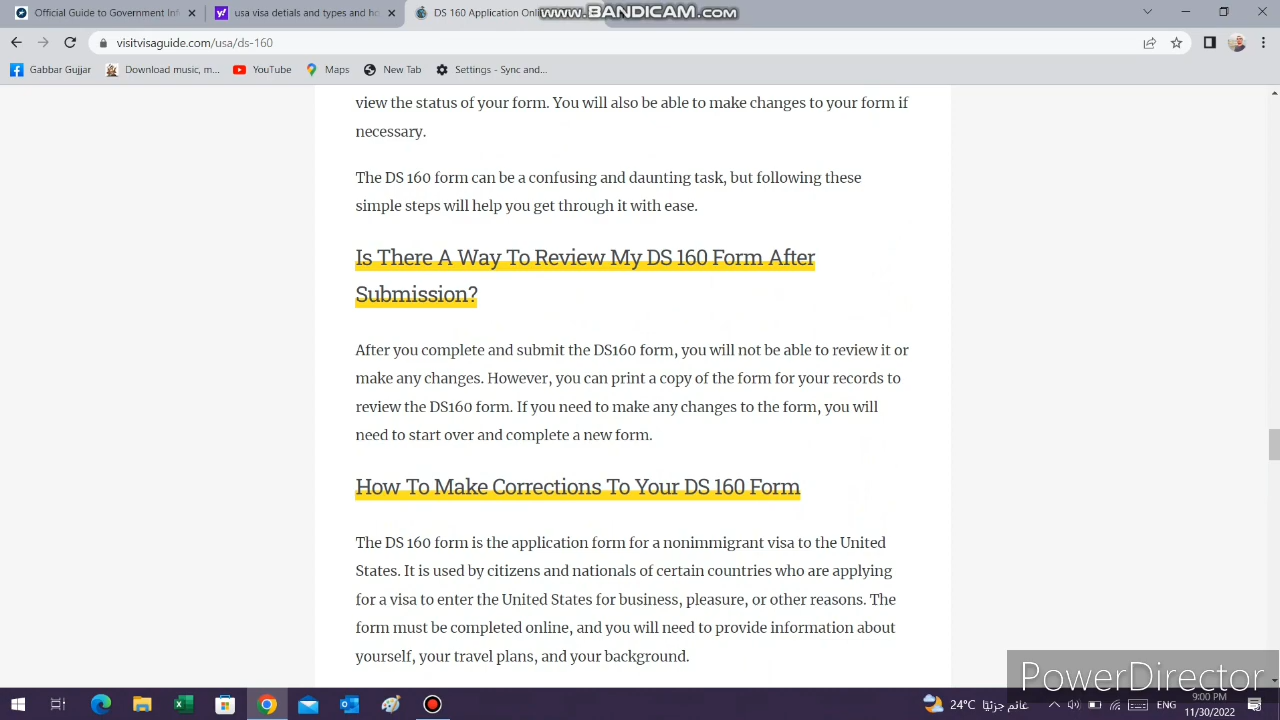 Official Guide to Government Inf
usa visa detials and types and ho
DS 160 Application Onli
www.BANDICAM.com
visitvisaguide.com/usa/ds-160
Gabbar Gujjar
Download music, m...
YouTube
Maps
New Tab
Settings - Sync and...
view the status of your form. You will also be able to make changes to your form if
necessary.
The DS 160 form can be a confusing and daunting task, but following these
simple steps will help you get through it with ease.
Is There A Way To Review My DS 160 Form After
Submission?
After you complete and submit the DS160 form, you will not be able to review it or
make any changes. However, you can print a copy of the form for your records to
review the DS160 form. If you need to make any changes to the form, you will
need to start over and complete a new form.
How To Make Corrections To Your DS 160 Form
The DS 160 form is the application form for a nonimmigrant visa to the United
States. It is used by citizens and nationals of certain countries who are applying
for a visa to enter the United States for business, pleasure, or other reasons. The
form must be completed online, and you will need to provide information about
yourself, your travel plans, and your background.
PowerDirector
24°C غائم جزئيًا
ENG
9:00 PM
11/30/2022